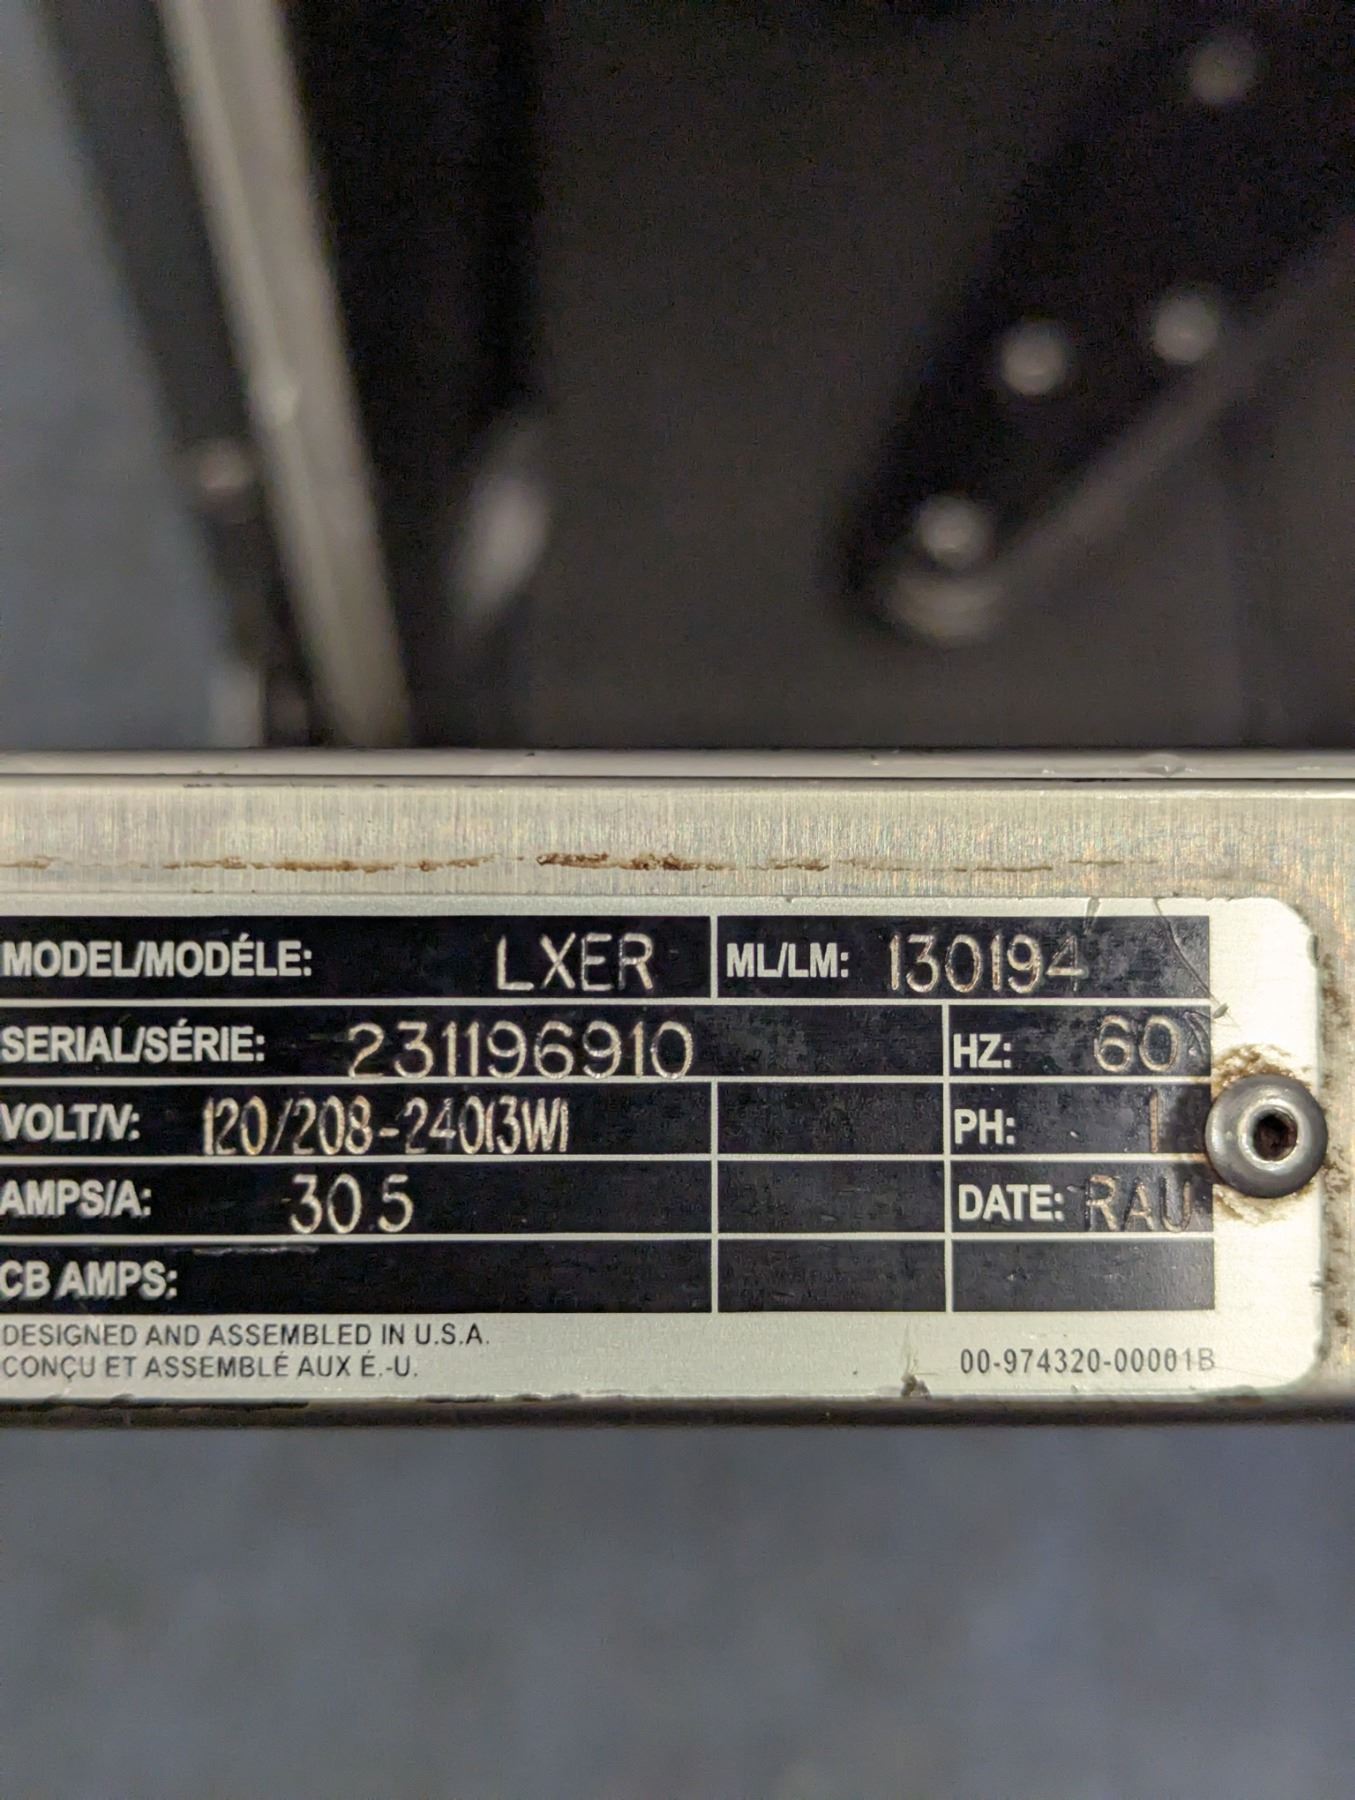 MODEL/MODÉLE: LXER ML/LM: 130194
SERIAL/SÉRIE: 231196910 HZ: 60
VOLT/V: 120/208-240(3W) PH: 1
AMPS/A: 30.5 DATE: RAU
CB AMPS:
DESIGNED AND ASSEMBLED IN U.S.A.
CONÇU ET ASSEMBLÉ AUX É.-U.
00-974320-00001B